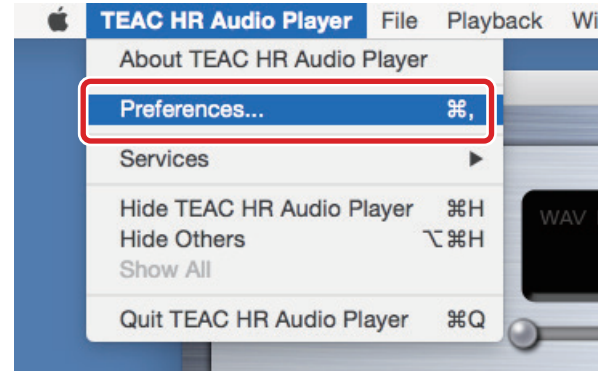 TEAC HR Audio Player File Playback Wi
About TEAC HR Audio Player
Preferences... ⌘,
Services ▶
Hide TEAC HR Audio Player ⌘H
Hide Others ⌥⌘H
Show All
Quit TEAC HR Audio Player ⌘Q
WAV